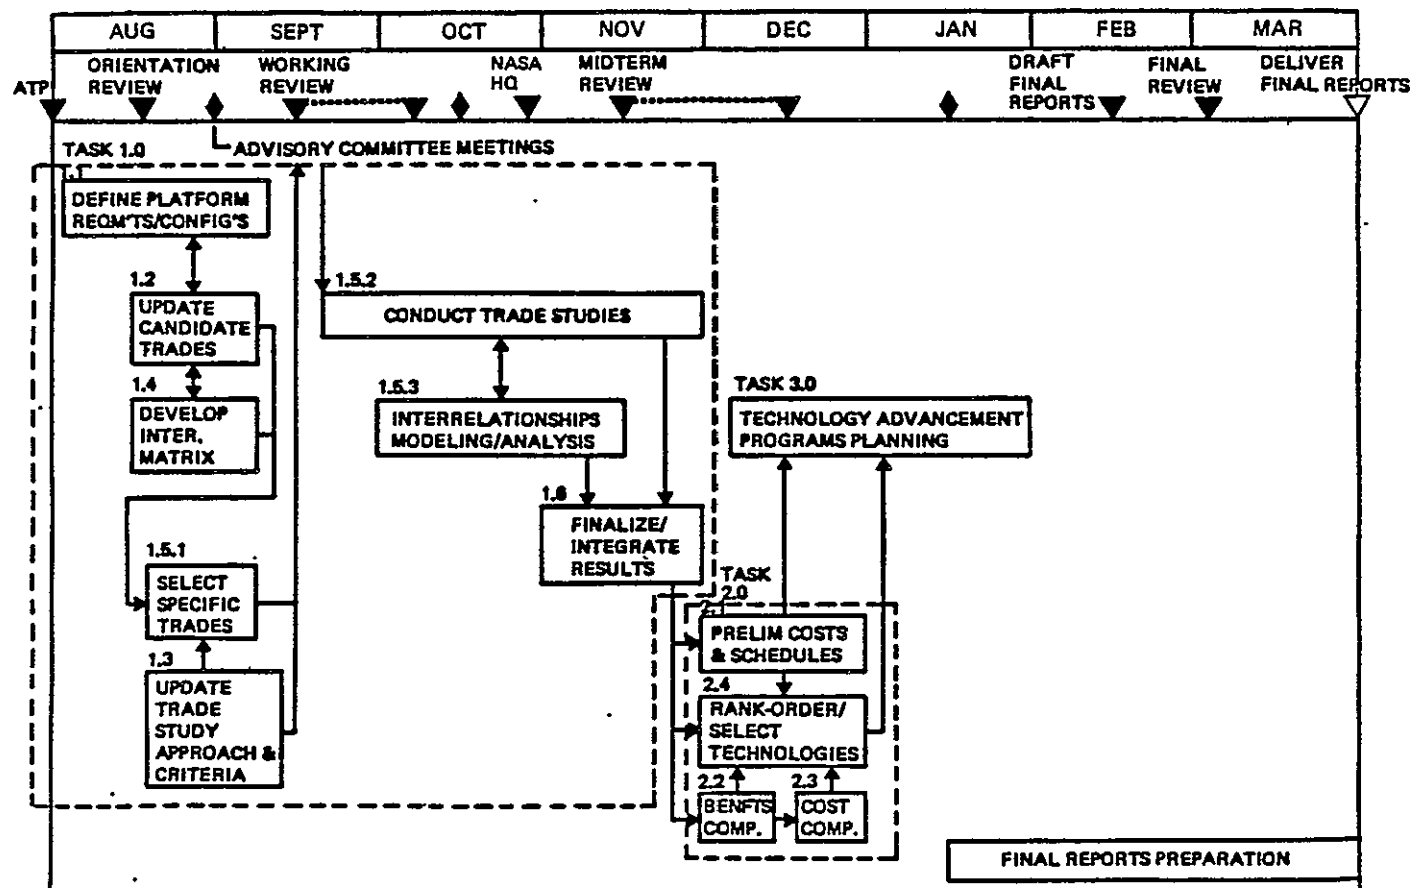 AUG SEPT OCT NOV DEC JAN FEB MAR
ATP
ORIENTATION
REVIEW
WORKING
REVIEW
NASA
HQ
MIDTERM
REVIEW
DRAFT
FINAL
REPORTS
FINAL
REVIEW
DELIVER
FINAL REPORTS
ADVISORY COMMITTEE MEETINGS
TASK 1.0
DEFINE PLATFORM
REQM'TS/CONFIG'S
1.2
UPDATE
CANDIDATE
TRADES
1.4
DEVELOP
INTER.
MATRIX
1.5.1
SELECT
SPECIFIC
TRADES
1.3
UPDATE
TRADE
STUDY
APPROACH &
CRITERIA
1.5.2
CONDUCT TRADE STUDIES
1.5.3
INTERRELATIONSHIPS
MODELING/ANALYSIS
1.6
FINALIZE/
INTEGRATE
RESULTS
TASK 3.0
TECHNOLOGY ADVANCEMENT
PROGRAMS PLANNING
TASK
2.0
PRELIM COSTS
& SCHEDULES
2.4
RANK-ORDER/
SELECT
TECHNOLOGIES
2.2
BENFTS
COMP.
2.3
COST
COMP.
FINAL REPORTS PREPARATION